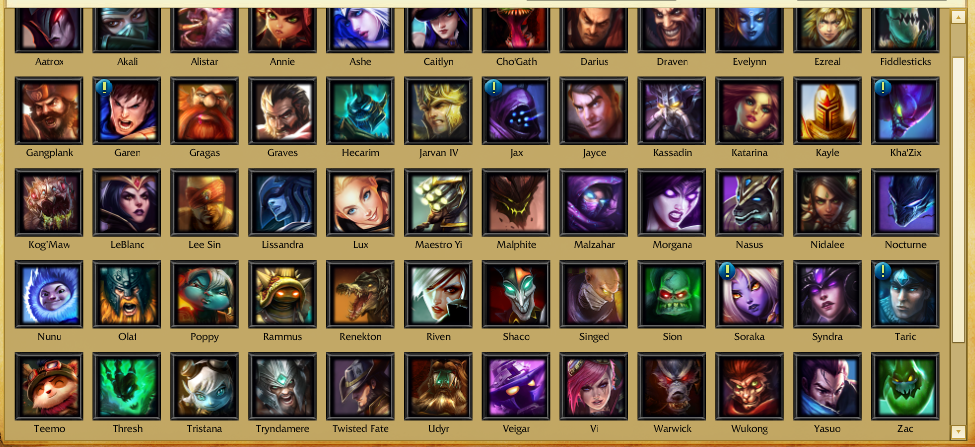 Aatrox Akali Alistar Annie Ashe Caitlyn Cho'Gath Darius Draven Evelynn Ezreal Fiddlesticks
Gangplank Garen Gragas Graves Hecarim Jarvan IV Jax Jayce Kassadin Katarina Kayle Kha'Zix
Kog'Maw LeBlanc Lee Sin Lissandra Lux Maestro Yi Malphite Malzahar Morgana Nasus Nidalee Nocturne
Nunu Olaf Poppy Rammus Renekton Riven Shaco Singed Sion Soraka Syndra Taric
Teemo Thresh Tristana Tryndamere Twisted Fate Udyr Veigar Vi Warwick Wukong Yasuo Zac